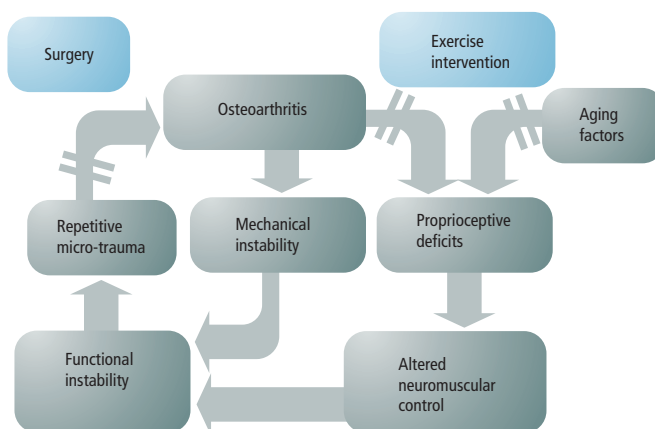 Surgery
Exercise
intervention
Osteoarthritis
Aging
factors
Repetitive
micro-trauma
Mechanical
instability
Proprioceptive
deficits
Functional
instability
Altered
neuromuscular
control